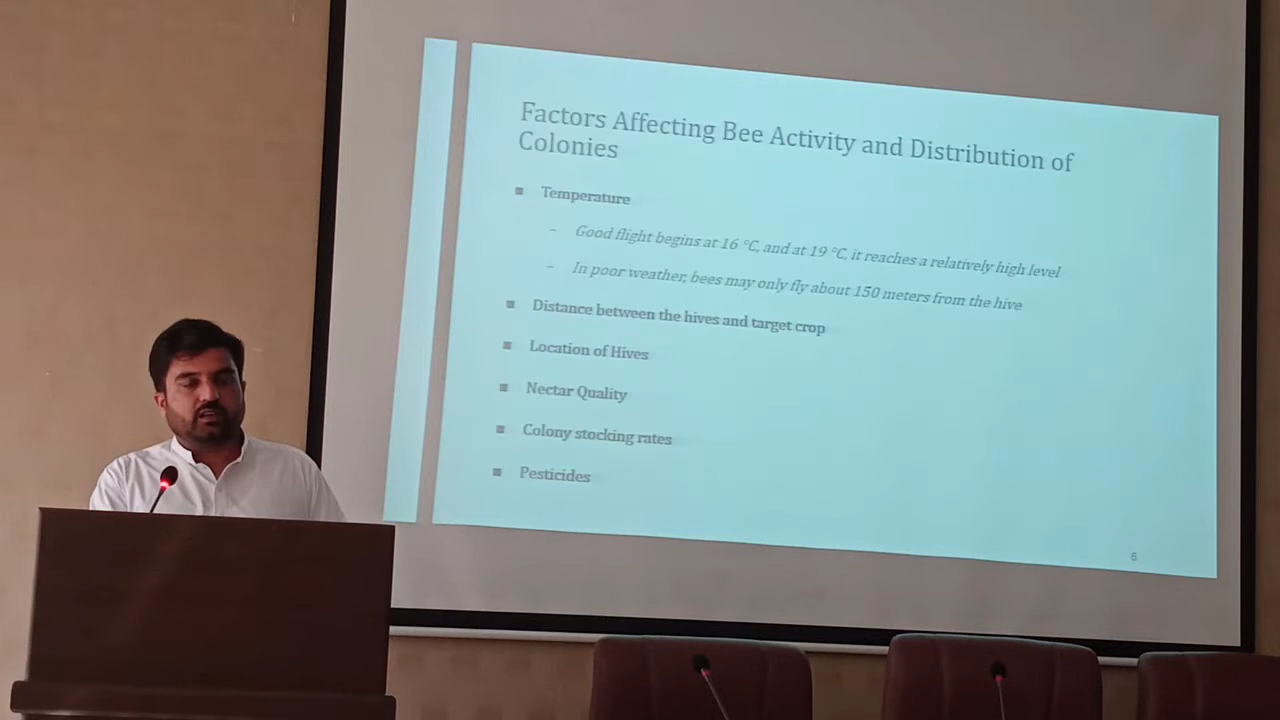 Factors Affecting Bee Activity and Distribution of
Colonies
■ Temperature
– Good flight begins at 16 °C, and at 19 °C, it reaches a relatively high level
– In poor weather, bees may only fly about 150 meters from the hive
■ Distance between the hives and target crop
■ Location of Hives
■ Nectar Quality
■ Colony stocking rates
■ Pesticides
6